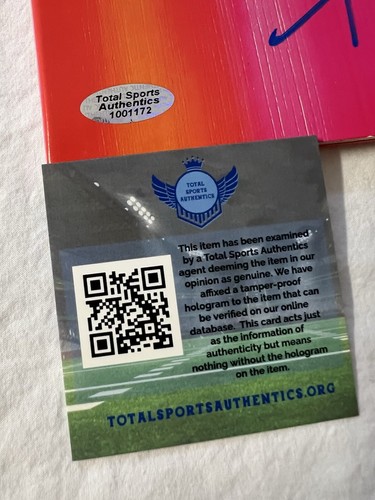 Total Sports
Authentics
1001172
TOTAL
SPORTS
AUTHENTICS
This item has been examined
by a Total Sports Authentics
agent deeming the item in our
opinion as genuine. We have
affixed a tamper-proof
hologram to the item that can
be verified on our online
database. This card acts just
as the information of
authenticity but means
nothing without the hologram
on the item.
TOTALSPORTSAUTHENTICS.ORG